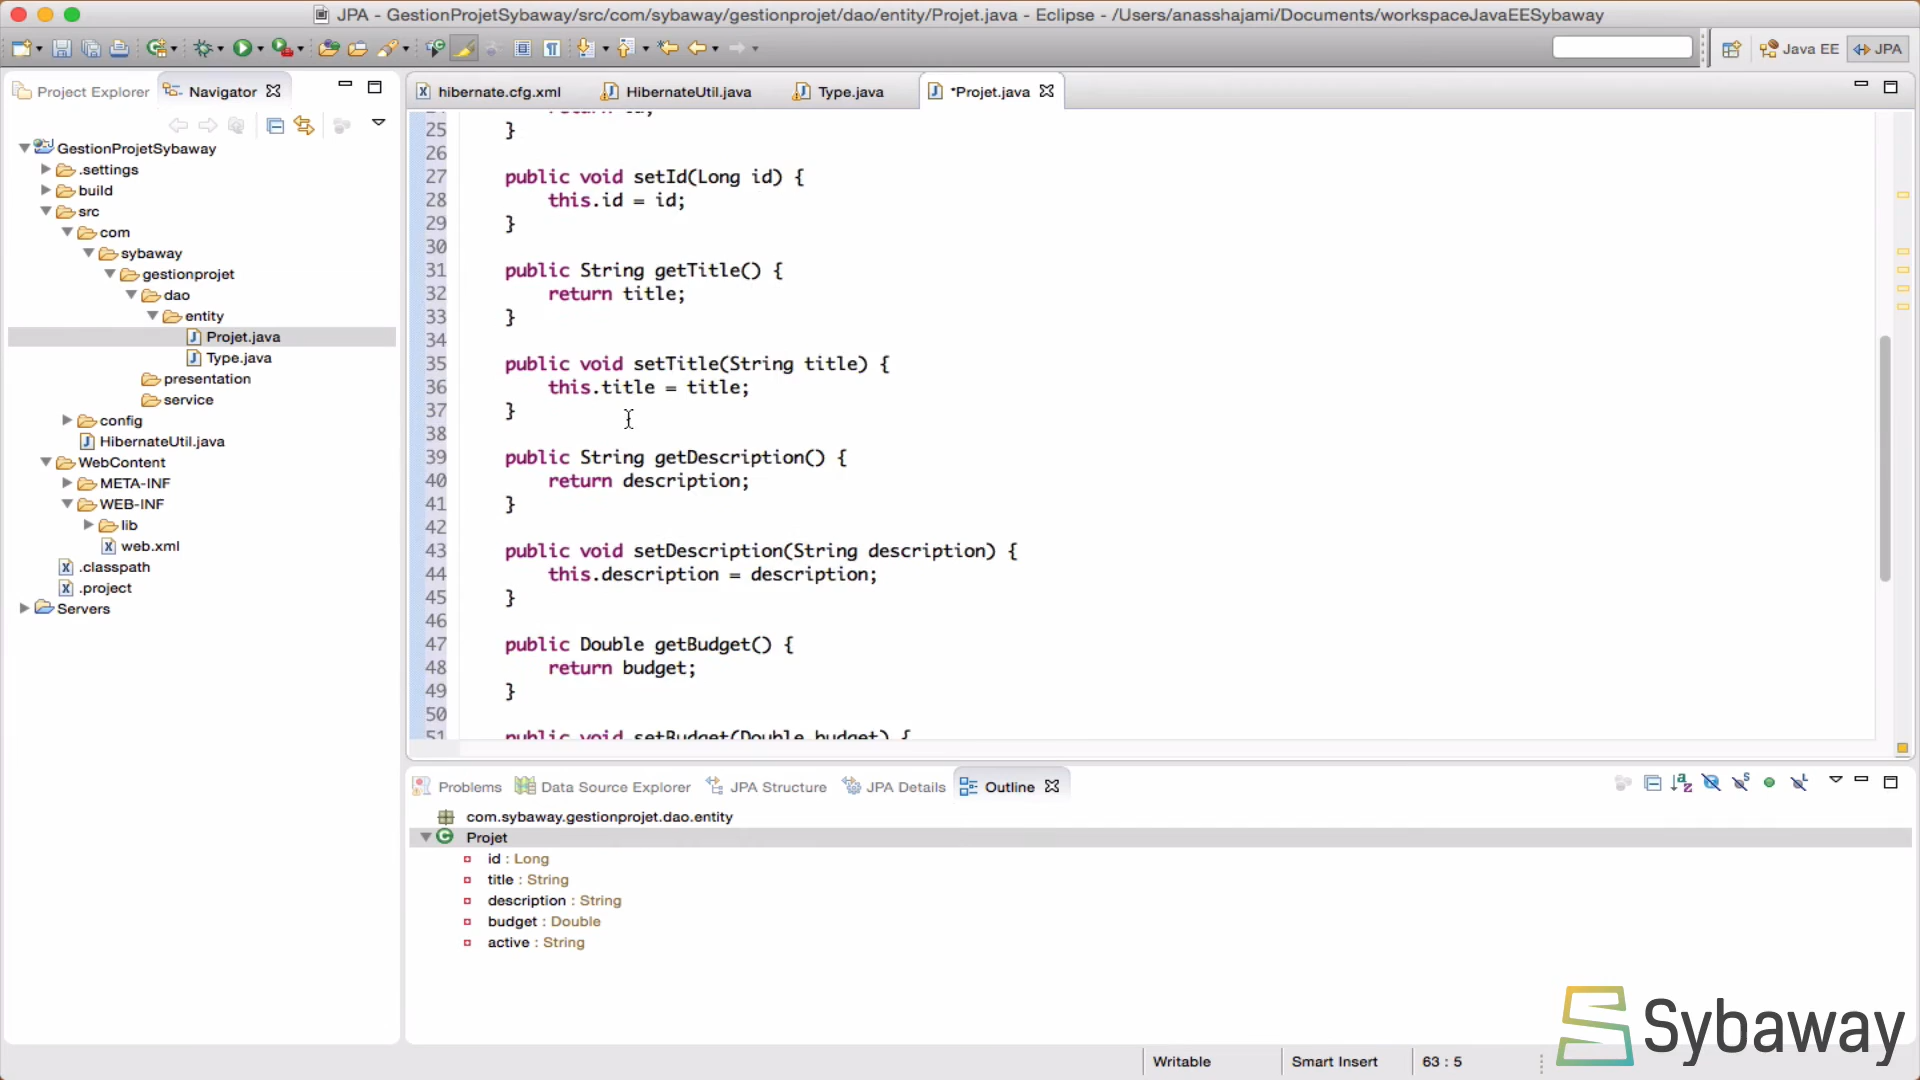 JPA - GestionProjetSybaway/src/com/sybaway/gestionprojet/dao/entity/Projet.java - Eclipse - /Users/anasshajami/Documents/workspaceJavaEESybaway
Java EE
JPA
Project Explorer
Navigator
hibernate.cfg.xml
HibernateUtil.java
Type.java
*Projet.java
GestionProjetSybaway
.settings
build
src
com
sybaway
gestionprojet
dao
entity
Projet.java
Type.java
presentation
service
config
HibernateUtil.java
WebContent
META-INF
WEB-INF
lib
web.xml
.classpath
.project
Servers
25 }
26
27 public void setId(Long id) {
28 this.id = id;
29 }
30
31 public String getTitle() {
32 return title;
33 }
34
35 public void setTitle(String title) {
36 this.title = title;
37 }
38
39 public String getDescription() {
40 return description;
41 }
42
43 public void setDescription(String description) {
44 this.description = description;
45 }
46
47 public Double getBudget() {
48 return budget;
49 }
50
51 public void setBudget(Double budget) {
Problems
Data Source Explorer
JPA Structure
JPA Details
Outline
com.sybaway.gestionprojet.dao.entity
Projet
id : Long
title : String
description : String
budget : Double
active : String
Writable
Smart Insert
63 : 5
Sybaway